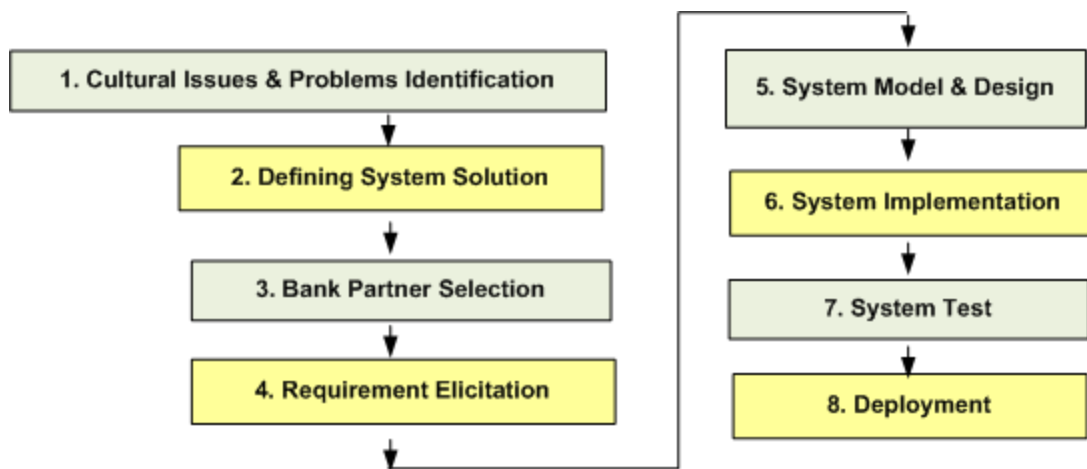 1. Cultural Issues & Problems Identification
2. Defining System Solution
3. Bank Partner Selection
4. Requirement Elicitation
5. System Model & Design
6. System Implementation
7. System Test
8. Deployment